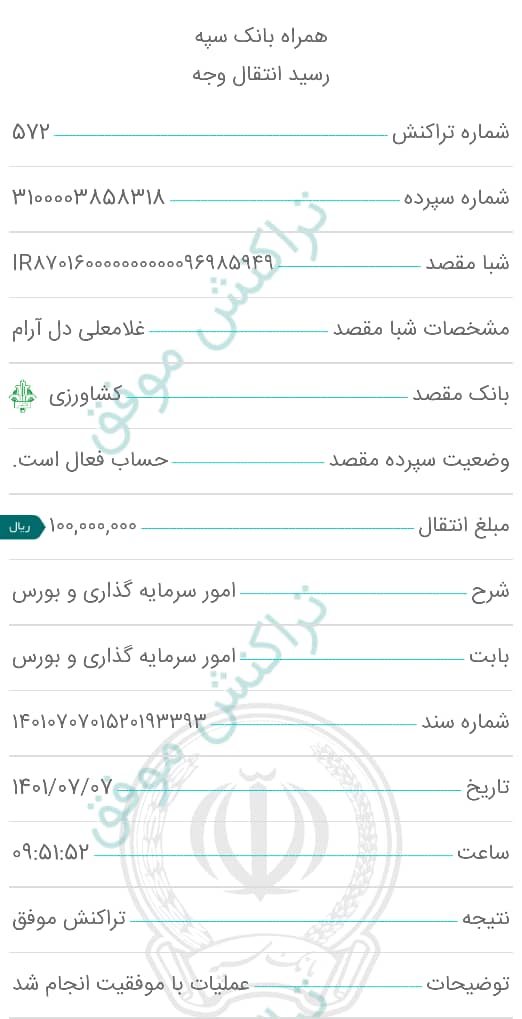 همراه بانک سپه
رسید انتقال وجه
شماره تراکنش ۵۷۲
شماره سپرده ۳۱۰۰۰۰۳۸۵۸۳۱۸
شبا مقصد IR۸۷۰۱۶۰۰۰۰۰۰۰۰۰۰۰۹۶۹۸۵۹۴۹
مشخصات شبا مقصد غلامعلی دل آرام
بانک مقصد کشاورزی
وضعیت سپرده مقصد حساب فعال است.
مبلغ انتقال ۱۰۰,۰۰۰,۰۰۰ ریال
شرح امور سرمایه گذاری و بورس
بابت امور سرمایه گذاری و بورس
شماره سند ۱۴۰۱۰۷۰۷۰۱۵۲۰۱۹۳۳۹۳
تاریخ ۱۴۰۱/۰۷/۰۷
ساعت ۰۹:۵۱:۵۲
نتیجه تراکنش موفق
توضیحات عملیات با موفقیت انجام شد
تراکنش موفق
تراکنش موفق
بانک سپه